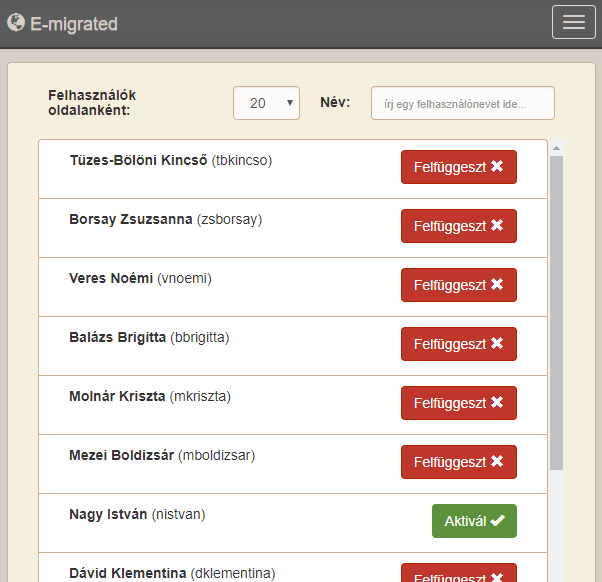 E-migrated
Felhasználók
oldalanként:
20
Név:
írj egy felhasználónevet ide...
Tüzes-Bölöni Kincső (tbkincso)
Felfüggeszt
Borsay Zsuzsanna (zsborsay)
Felfüggeszt
Veres Noémi (vnoemi)
Felfüggeszt
Balázs Brigitta (bbrigitta)
Felfüggeszt
Molnár Kriszta (mkriszta)
Felfüggeszt
Mezei Boldizsár (mboldizsar)
Felfüggeszt
Nagy István (nistvan)
Aktivál
Dávid Klementina (dklementina)
Felfüggeszt